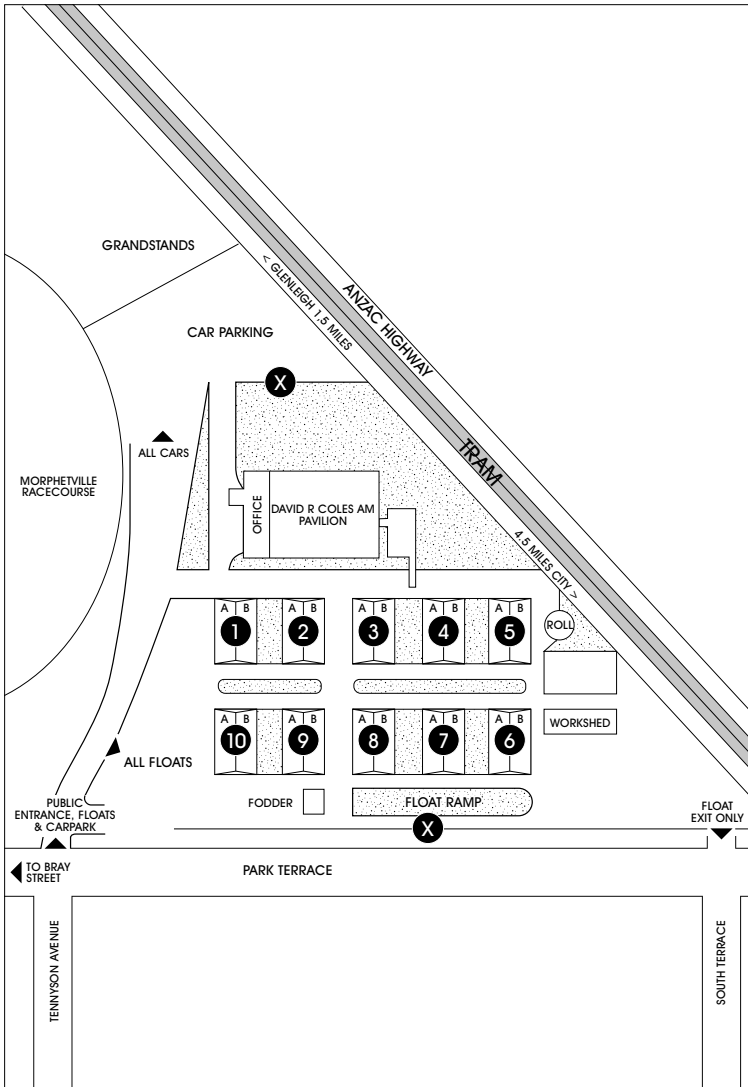 GRANDSTANDS
< GLENLEIGH 1,5 MILES
ANZAC HIGHWAY
CAR PARKING
X
ALL CARS
TRAM
MORPHETVILLE
RACECOURSE
OFFICE
DAVID R COLES AM
PAVILION
4.5 MILES CITY >
A B
1
A B
2
A B
3
A B
4
A B
5
ROLL
A B
10
A B
9
A B
8
A B
7
A B
6
WORKSHED
ALL FLOATS
PUBLIC
ENTRANCE, FLOATS
& CARPARK
FODDER
FLOAT RAMP
X
FLOAT
EXIT ONLY
TO BRAY
STREET
PARK TERRACE
TENNYSON AVENUE
SOUTH TERRACE